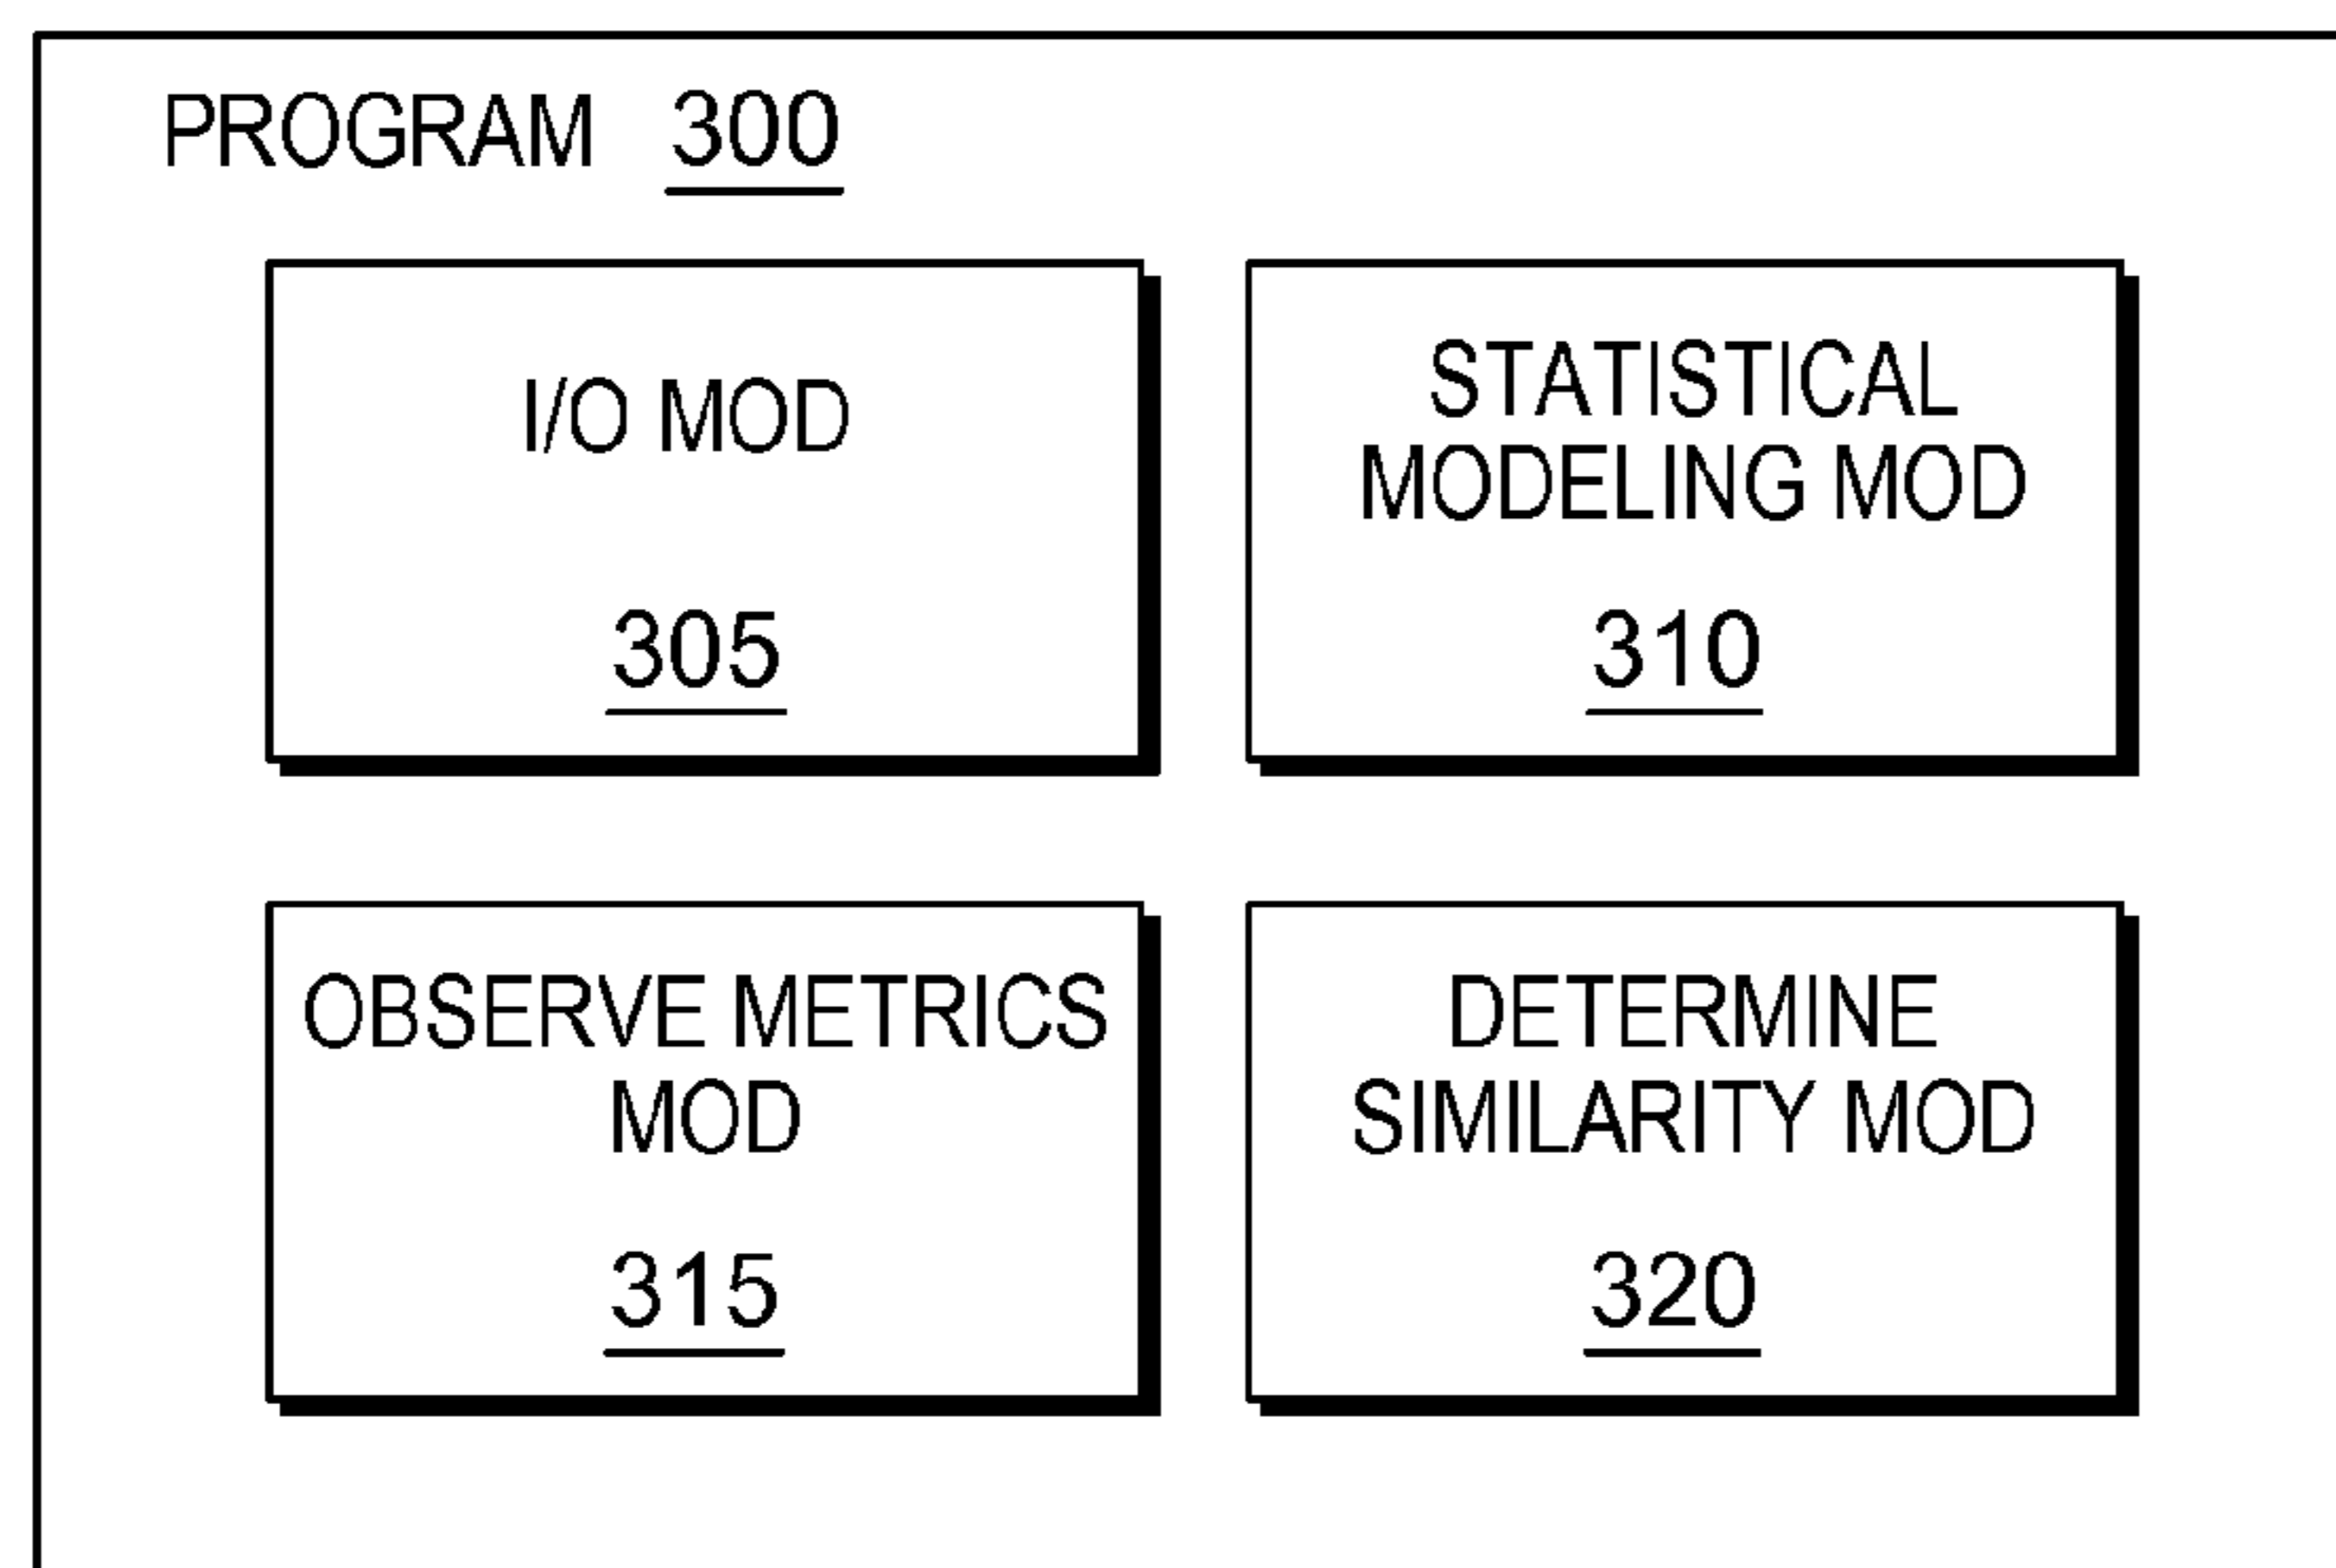 PROGRAM 300
I/O MOD
305
STATISTICAL
MODELING MOD
310
OBSERVE METRICS
MOD
315
DETERMINE
SIMILARITY MOD
320